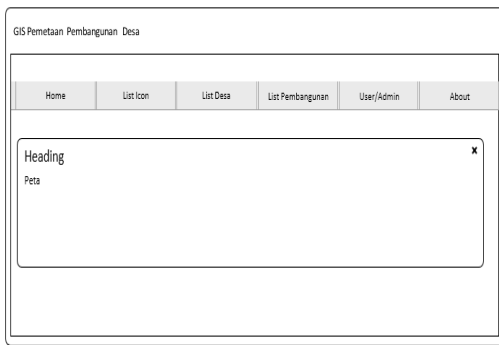 GIS Pemetaan Pembangunan Desa
Home List Icon List Desa List Pembangunan User/Admin About
Heading x
Peta